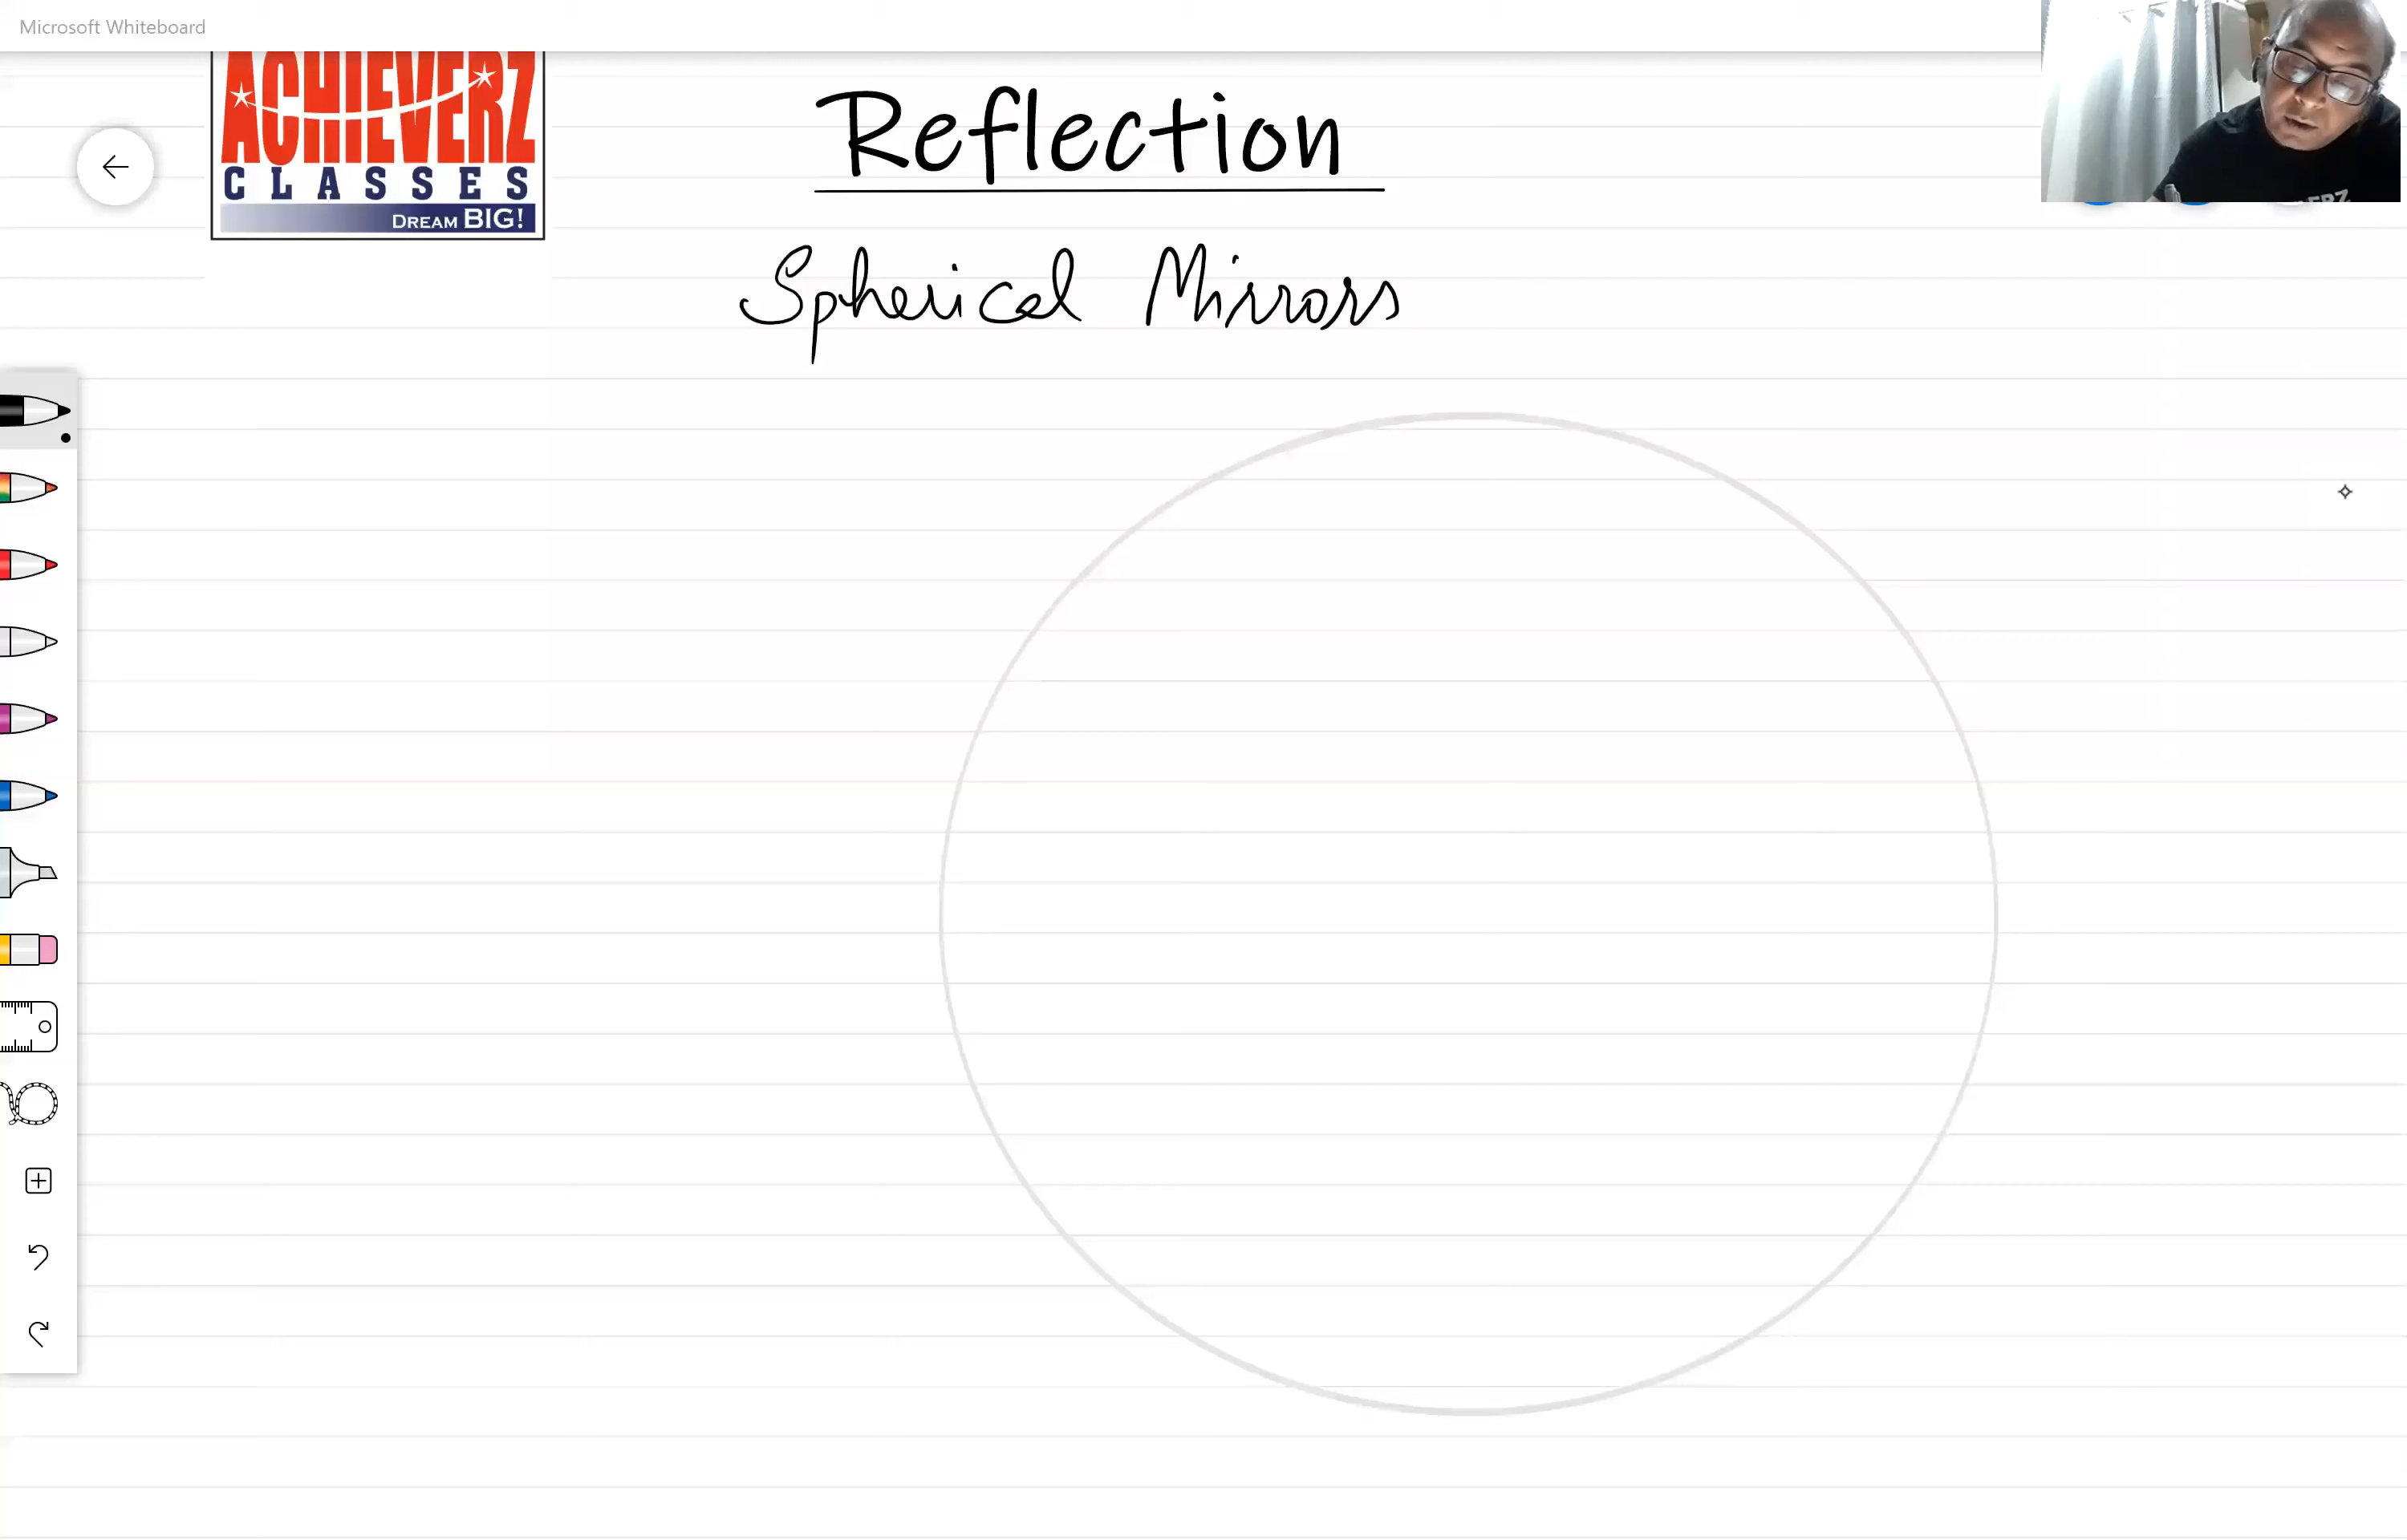 Microsoft Whiteboard
ACHIEVERZ
CLASSES
DREAM BIG!
Reflection
Spherical Mirrors